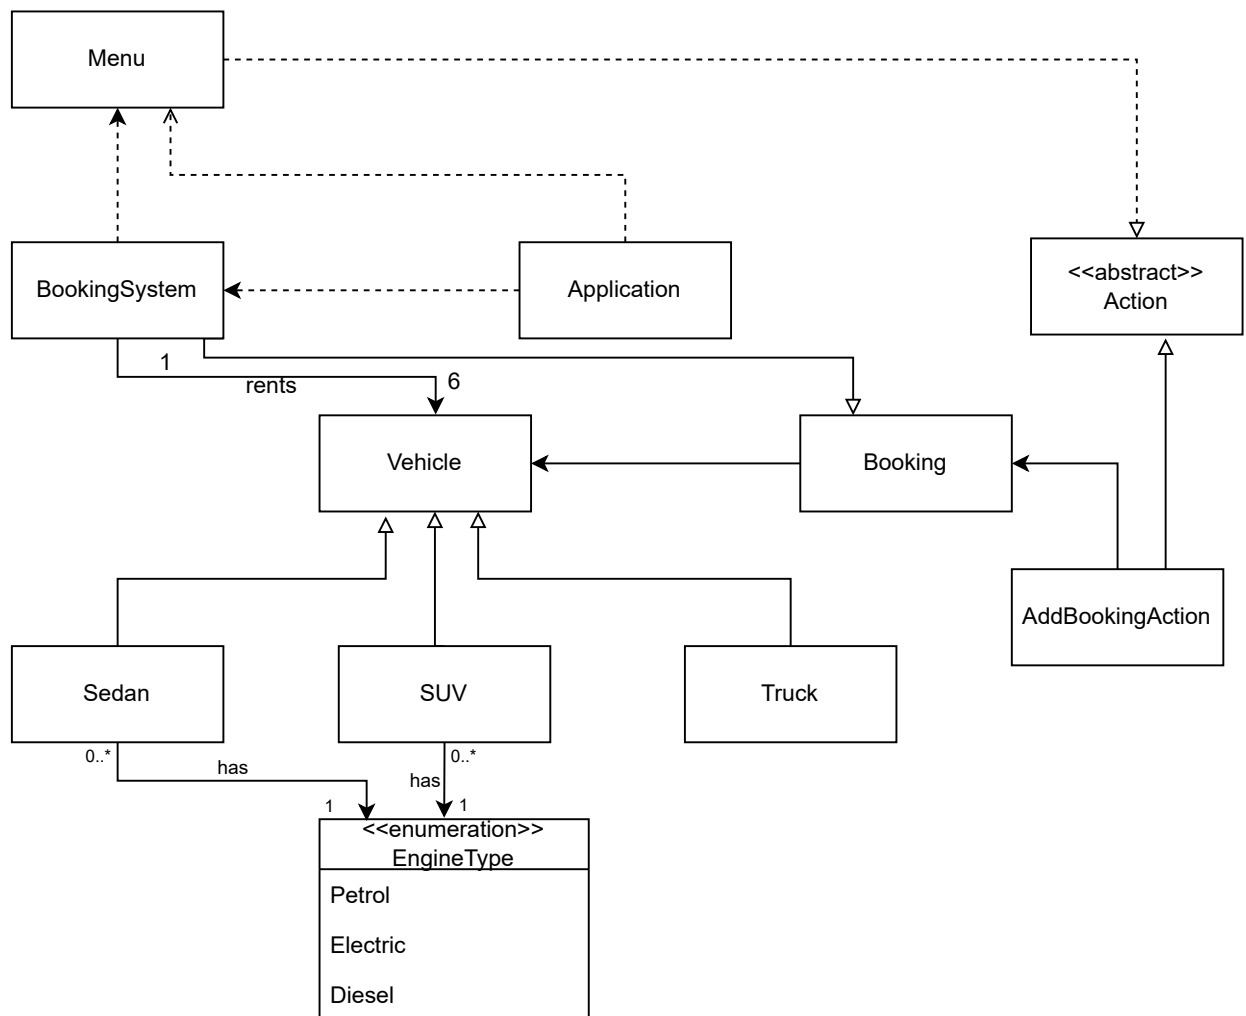 Menu
BookingSystem
Application
<<abstract>>
Action
1
rents
6
Vehicle
Booking
AddBookingAction
Sedan
SUV
Truck
0..*
has
1
0..*
has
1
<<enumeration>>
EngineType
Petrol
Electric
Diesel